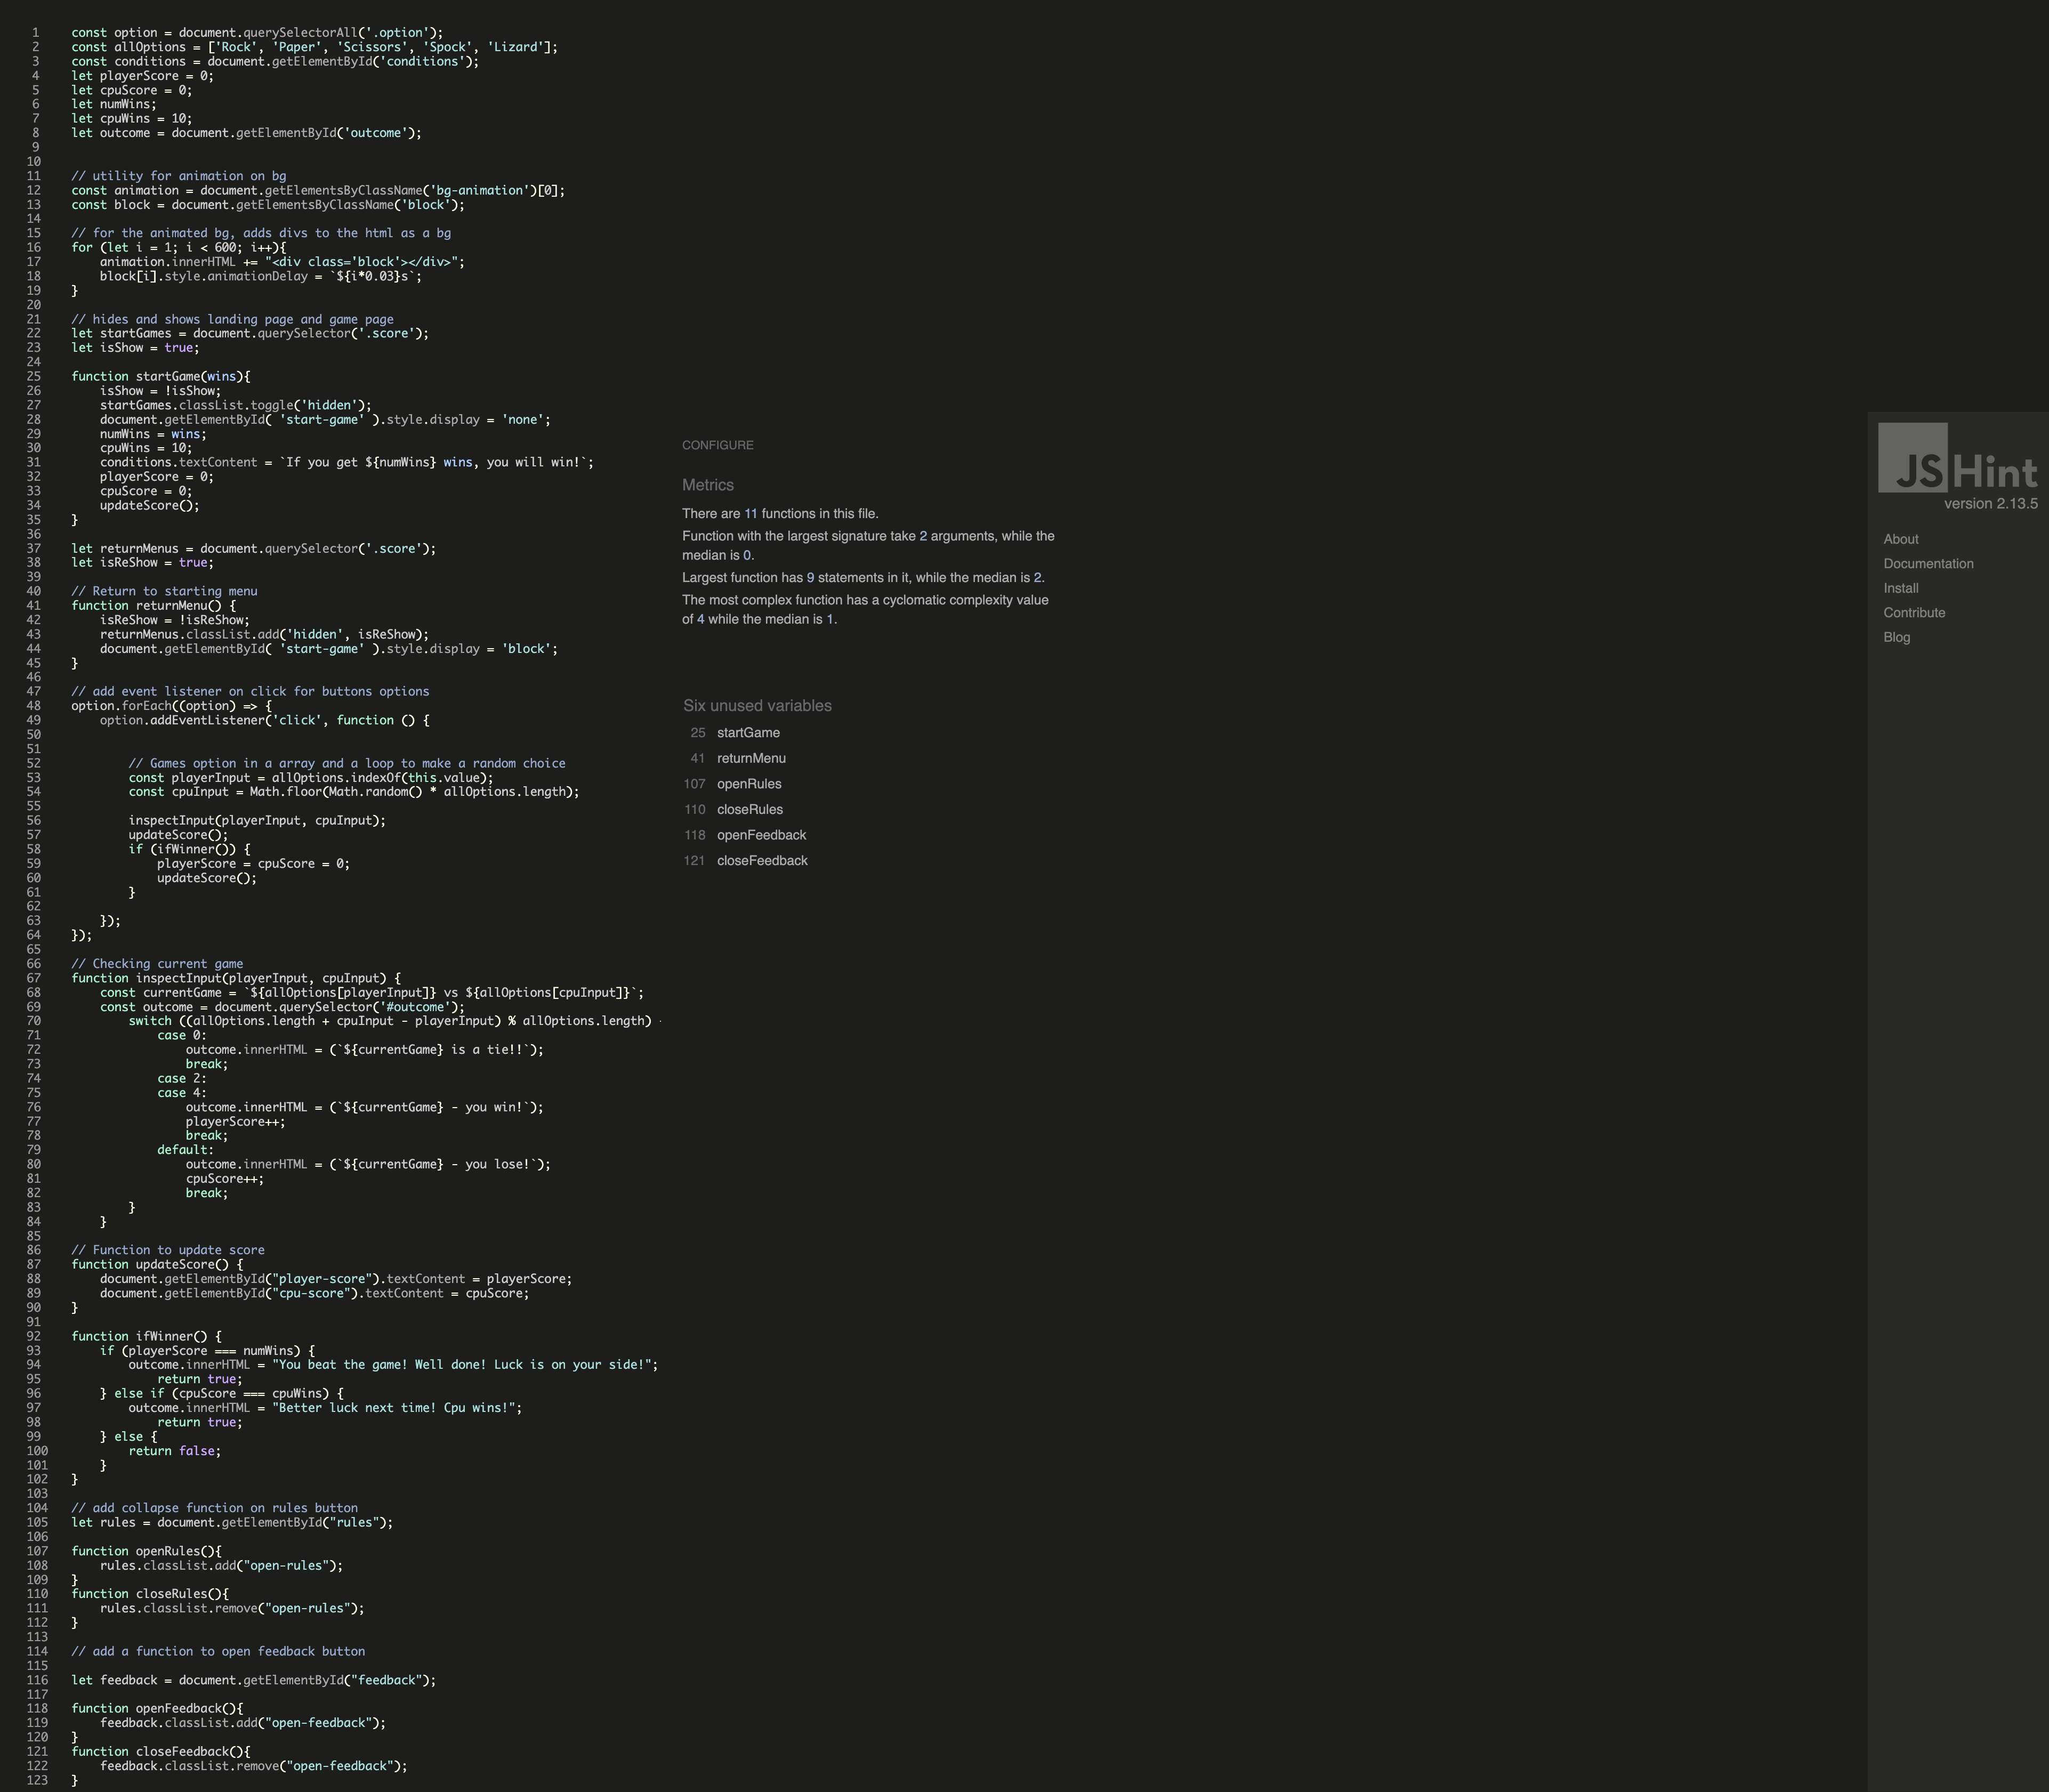 1 const option = document.querySelectorAll('.option');
2 const allOptions = ['Rock', 'Paper', 'Scissors', 'Spock', 'Lizard'];
3 const conditions = document.getElementById('conditions');
4 let playerScore = 0;
5 let cpuScore = 0;
6 let numWins;
7 let cpuWins = 10;
8 let outcome = document.getElementById('outcome');
9
10
11 // utility for animation on bg
12 const animation = document.getElementsByClassName('bg-animation')[0];
13 const block = document.getElementsByClassName('block');
14
15 // for the animated bg, adds divs to the html as a bg
16 for (let i = 1; i < 600; i++){
17     animation.innerHTML += "<div class='block'></div>";
18     block[i].style.animationDelay = `${i*0.03}s`;
19 }
20
21 // hides and shows landing page and game page
22 let startGames = document.querySelector('.score');
23 let isShow = true;
24
25 function startGame(wins){
26     isShow = !isShow;
27     startGames.classList.toggle('hidden');
28     document.getElementById( 'start-game' ).style.display = 'none';
29     numWins = wins;
30     cpuWins = 10;
31     conditions.textContent = `If you get ${numWins} wins, you will win!`;
32     playerScore = 0;
33     cpuScore = 0;
34     updateScore();
35 }
36
37 let returnMenus = document.querySelector('.score');
38 let isReShow = true;
39
40 // Return to starting menu
41 function returnMenu() {
42     isReShow = !isReShow;
43     returnMenus.classList.add('hidden', isReShow);
44     document.getElementById( 'start-game' ).style.display = 'block';
45 }
46
47 // add event listener on click for buttons options
48 option.forEach((option) => {
49     option.addEventListener('click', function () {
50
51
52         // Games option in a array and a loop to make a random choice
53         const playerInput = allOptions.indexOf(this.value);
54         const cpuInput = Math.floor(Math.random() * allOptions.length);
55
56         inspectInput(playerInput, cpuInput);
57         updateScore();
58         if (ifWinner()) {
59             playerScore = cpuScore = 0;
60             updateScore();
61         }
62
63     });
64 });
65
66 // Checking current game
67 function inspectInput(playerInput, cpuInput) {
68     const currentGame = `${allOptions[playerInput]} vs ${allOptions[cpuInput]}`;
69     const outcome = document.querySelector('#outcome');
70         switch ((allOptions.length + cpuInput - playerInput) % allOptions.length)
71             case 0:
72                 outcome.innerHTML = (`${currentGame} is a tie!!`);
73                 break;
74             case 2:
75             case 4:
76                 outcome.innerHTML = (`${currentGame} - you win!`);
77                 playerScore++;
78                 break;
79             default:
80                 outcome.innerHTML = (`${currentGame} - you lose!`);
81                 cpuScore++;
82                 break;
83         }
84     }
85
86 // Function to update score
87 function updateScore() {
88     document.getElementById("player-score").textContent = playerScore;
89     document.getElementById("cpu-score").textContent = cpuScore;
90 }
91
92 function ifWinner() {
93     if (playerScore === numWins) {
94         outcome.innerHTML = "You beat the game! Well done! Luck is on your side!";
95             return true;
96     } else if (cpuScore === cpuWins) {
97         outcome.innerHTML = "Better luck next time! Cpu wins!";
98             return true;
99     } else {
100         return false;
101     }
102 }
103
104 // add collapse function on rules button
105 let rules = document.getElementById("rules");
106
107 function openRules(){
108     rules.classList.add("open-rules");
109 }
110 function closeRules(){
111     rules.classList.remove("open-rules");
112 }
113
114 // add a function to open feedback button
115
116 let feedback = document.getElementById("feedback");
117
118 function openFeedback(){
119     feedback.classList.add("open-feedback");
120 }
121 function closeFeedback(){
122     feedback.classList.remove("open-feedback");
123 }
CONFIGURE
Metrics
There are 11 functions in this file.
Function with the largest signature take 2 arguments, while the
median is 0.
Largest function has 9 statements in it, while the median is 2.
The most complex function has a cyclomatic complexity value
of 4 while the median is 1.
Six unused variables
25 startGame
41 returnMenu
107 openRules
110 closeRules
118 openFeedback
121 closeFeedback
JSHint
version 2.13.5
About
Documentation
Install
Contribute
Blog